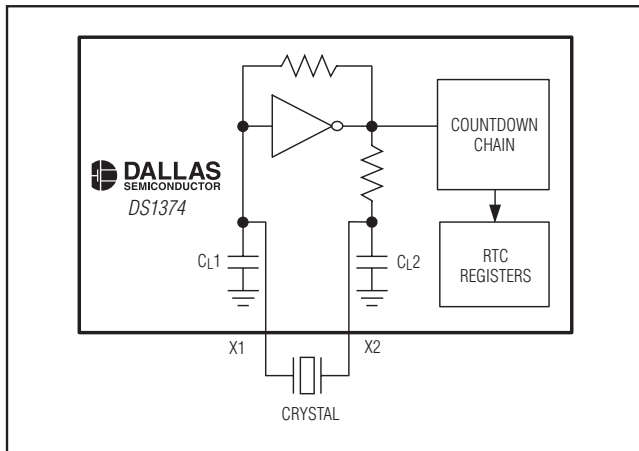 DALLAS
SEMICONDUCTOR
DS1374
COUNTDOWN
CHAIN
RTC
REGISTERS
CL1
CL2
X1
X2
CRYSTAL